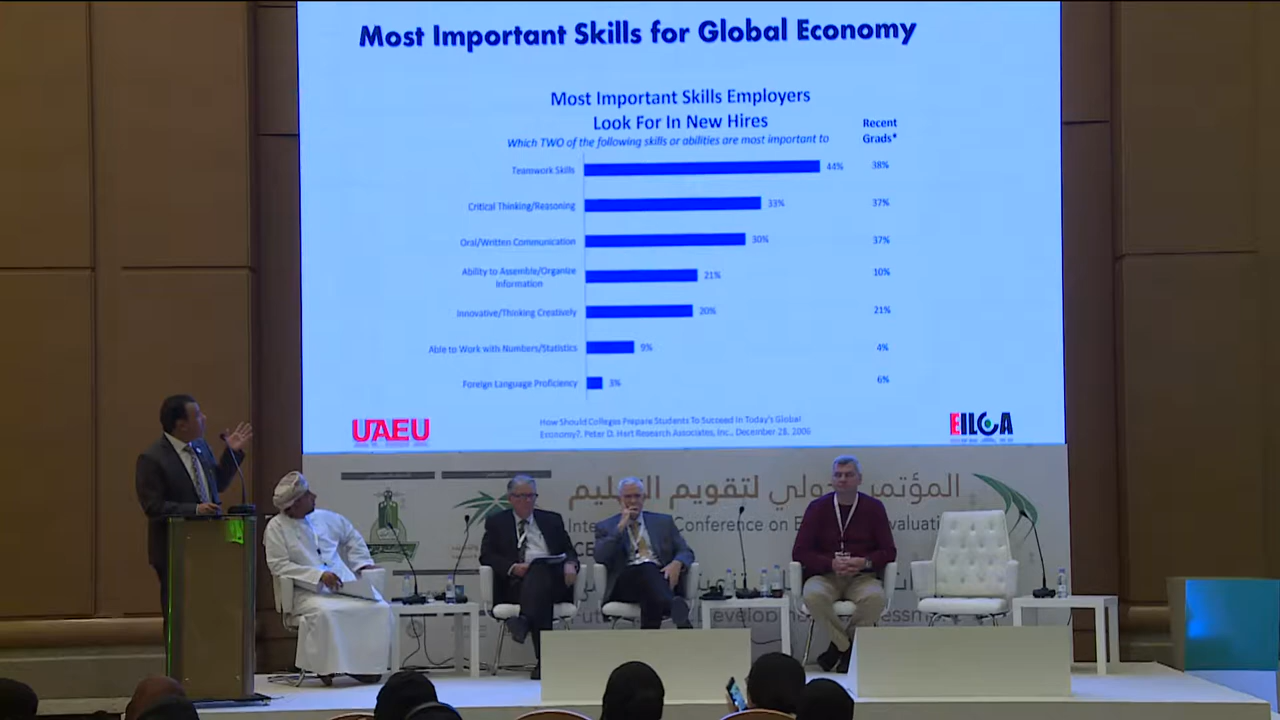 Most Important Skills for Global Economy
Most Important Skills Employers
Look For In New Hires
Recent
Grads*
Which TWO of the following skills or abilities are most important to
Teamwork Skills 44% 38%
Critical Thinking/Reasoning 33% 37%
Oral/Written Communication 30% 37%
Ability to Assemble/Organize
Information 21% 10%
Innovative/Thinking Creatively 20% 21%
Able to Work with Numbers/Statistics 9% 4%
Foreign Language Proficiency 3% 6%
How Should Colleges Prepare Students To Succeed In Today's Global
Economy?, Peter D. Hart Research Associates, Inc., December 28, 2006
UAEU
EILOA
المؤتمر لتقويم
Conference on